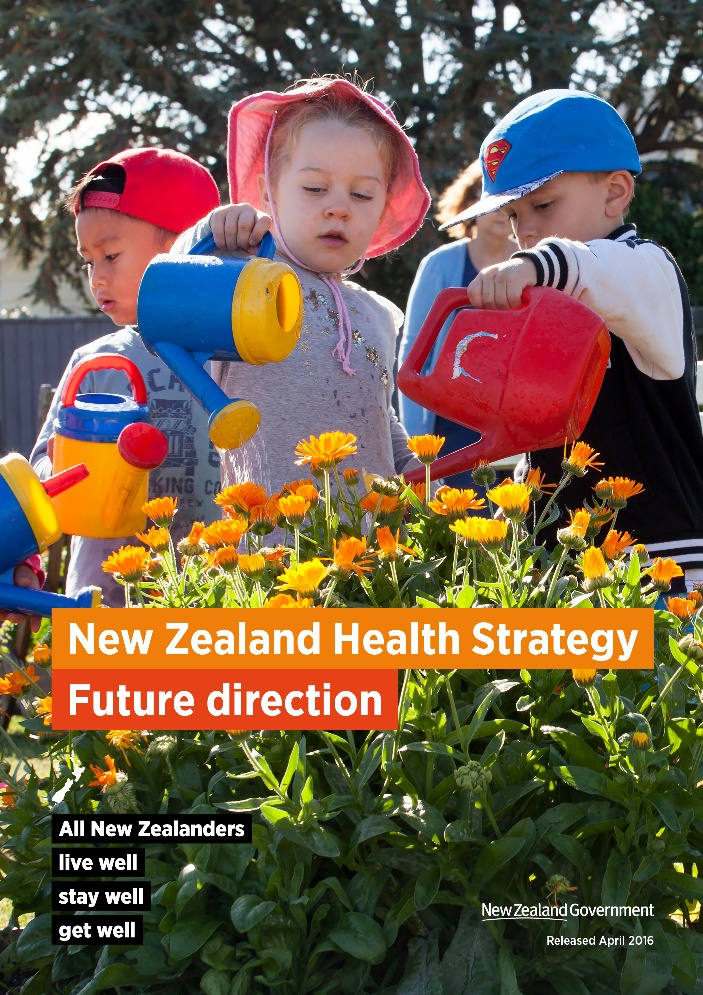 New Zealand Health Strategy
Future direction
All New Zealanders
live well
stay well
get well
New Zealand Government
Released April 2016